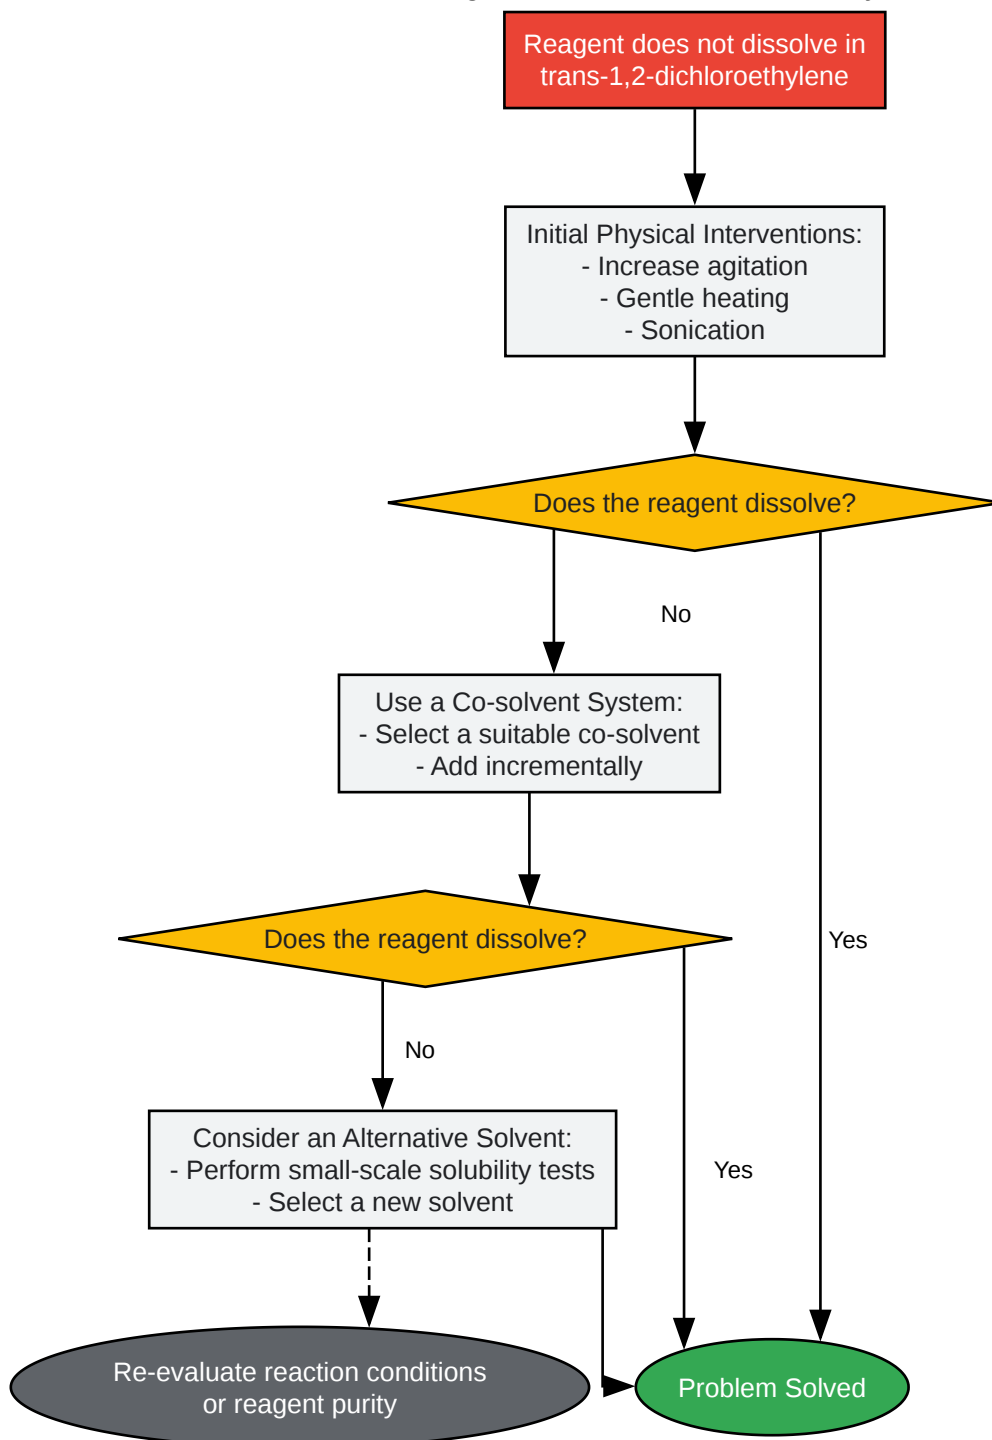 Reagent does not dissolve in
trans-1,2-dichloroethylene
Initial Physical Interventions:
- Increase agitation
- Gentle heating
- Sonication
Does the reagent dissolve?
No
Use a Co-solvent System:
- Select a suitable co-solvent
- Add incrementally
Does the reagent dissolve?
Yes
No
Consider an Alternative Solvent:
- Perform small-scale solubility tests
- Select a new solvent
Yes
Re-evaluate reaction conditions
or reagent purity
Problem Solved